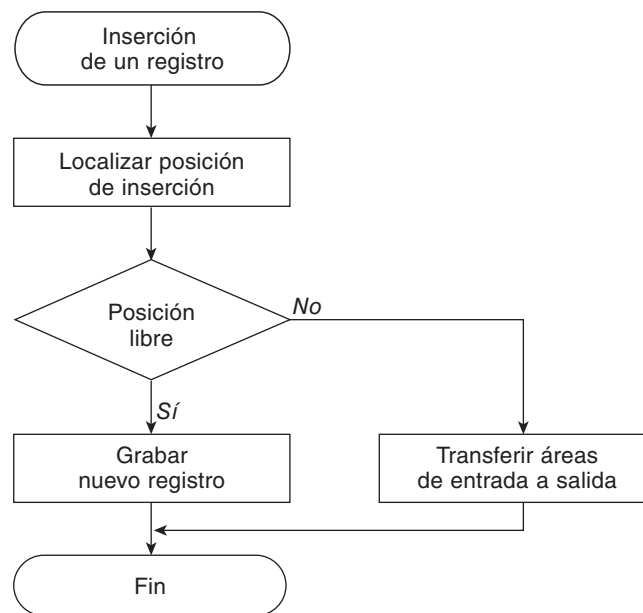 Inserción
de un registro
Localizar posición
de inserción
Posición
libre
No
Sí
Grabar
nuevo registro
Transferir áreas
de entrada a salida
Fin